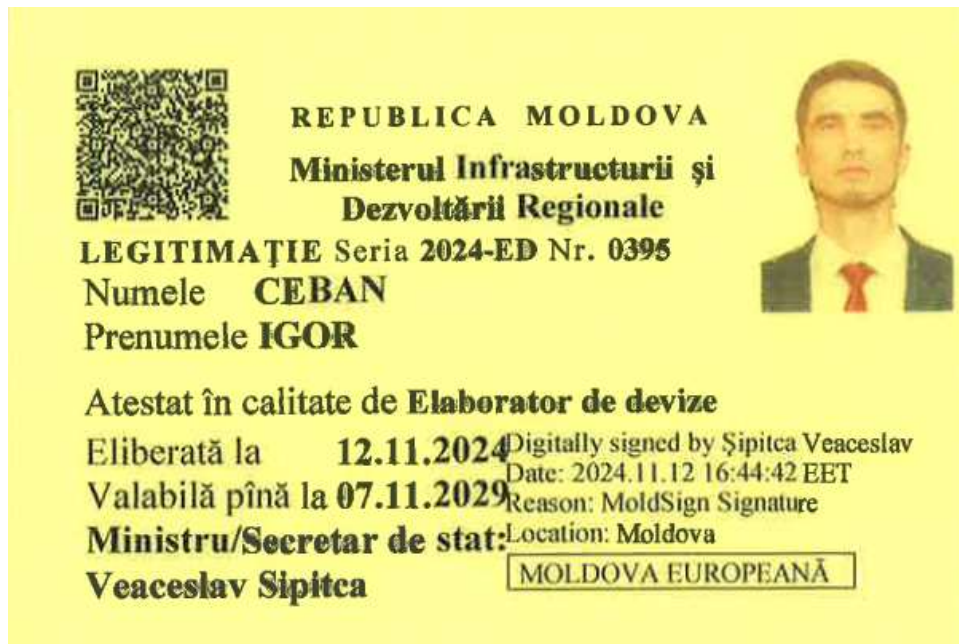 REPUBLICA MOLDOVA
Ministerul Infrastructurii și
Dezvoltării Regionale
LEGITIMAŢIE Seria 2024-ED Nr. 0395
Numele CEBAN
Prenumele IGOR
Atestat în calitate de Elaborator de devize
Eliberată la 12.11.2024
Valabilă pînă la 07.11.2029
Ministru/Secretar de stat:
Veaceslav Sipitca
Digitally signed by Şipitca Veaceslav
Date: 2024.11.12 16:44:42 EET
Reason: MoldSign Signature
Location: Moldova
MOLDOVA EUROPEANĂ